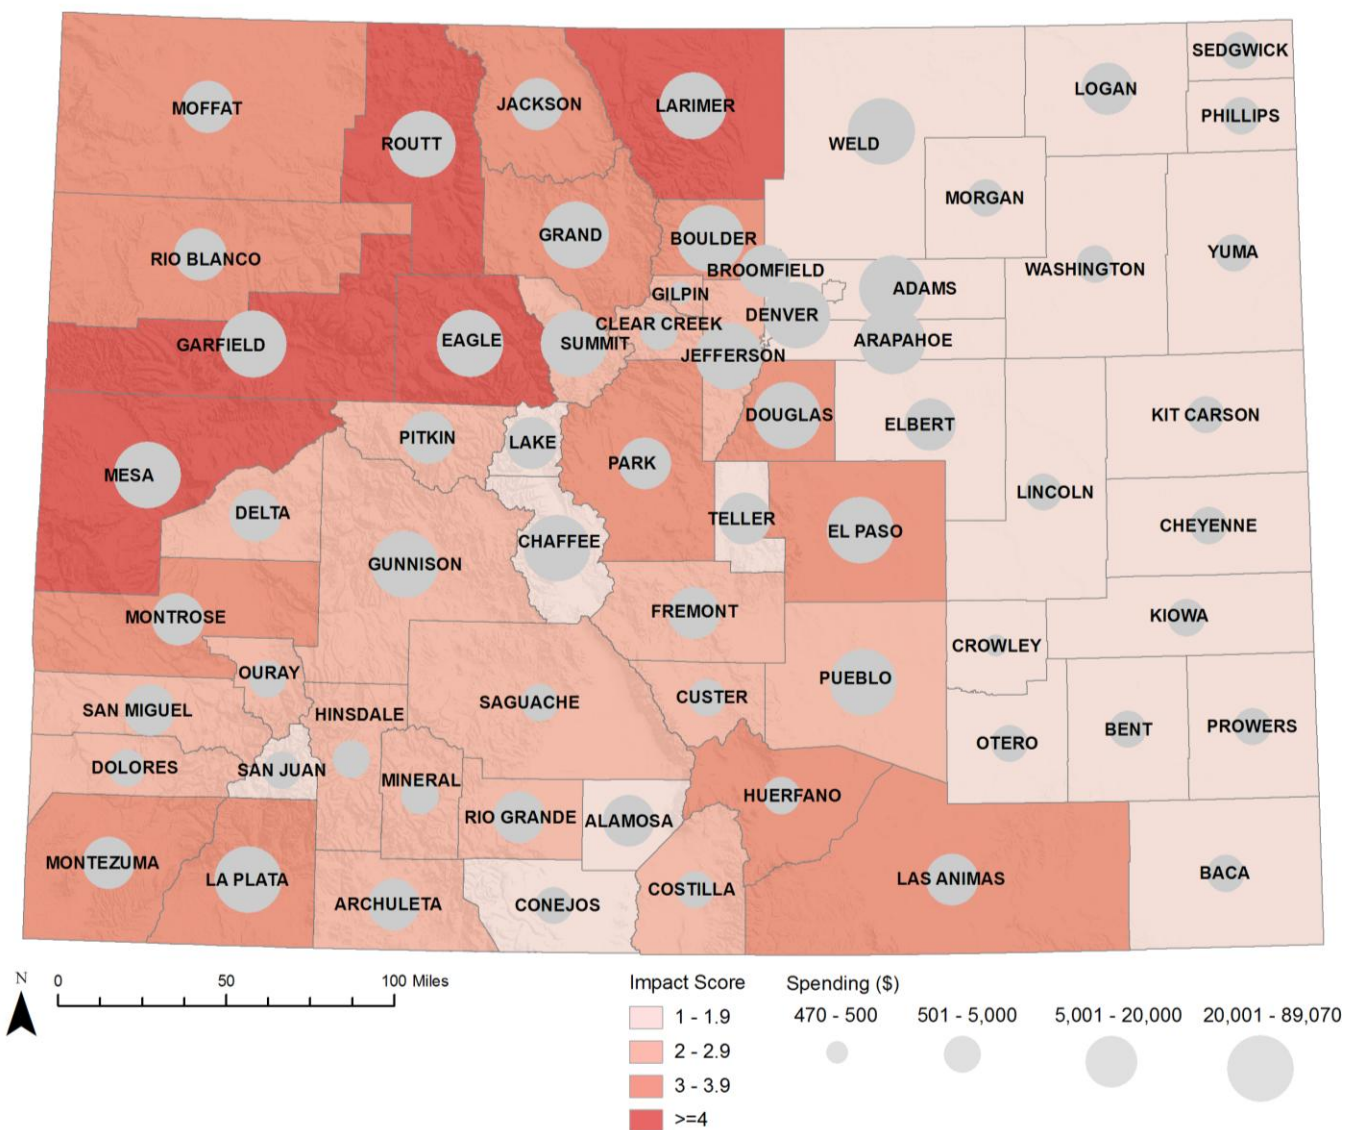 SEDGWICK
LOGAN
MOFFAT
JACKSON
LARIMER
PHILLIPS
ROUTT
WELD
MORGAN
GRAND
BOULDER
YUMA
RIO BLANCO
BROOMFIELD
WASHINGTON
GILPIN
ADAMS
DENVER
CLEAR CREEK
GARFIELD
EAGLE
SUMMIT
ARAPAHOE
JEFFERSON
DOUGLAS
KIT CARSON
ELBERT
PITKIN
LAKE
PARK
MESA
LINCOLN
DELTA
TELLER
CHEYENNE
EL PASO
CHAFFEE
GUNNISON
FREMONT
MONTROSE
KIOWA
CROWLEY
OURAY
PUEBLO
CUSTER
SAGUACHE
SAN MIGUEL
HINSDALE
PROWERS
BENT
OTERO
DOLORES
SAN JUAN
MINERAL
HUERFANO
RIO GRANDE
ALAMOSA
MONTEZUMA
BACA
LA PLATA
LAS ANIMAS
COSTILLA
ARCHULETA
CONEJOS
N
0 50 100 Miles
Impact Score
1 - 1.9
2 - 2.9
3 - 3.9
>=4
Spending ($)
470 - 500 501 - 5,000 5,001 - 20,000 20,001 - 89,070